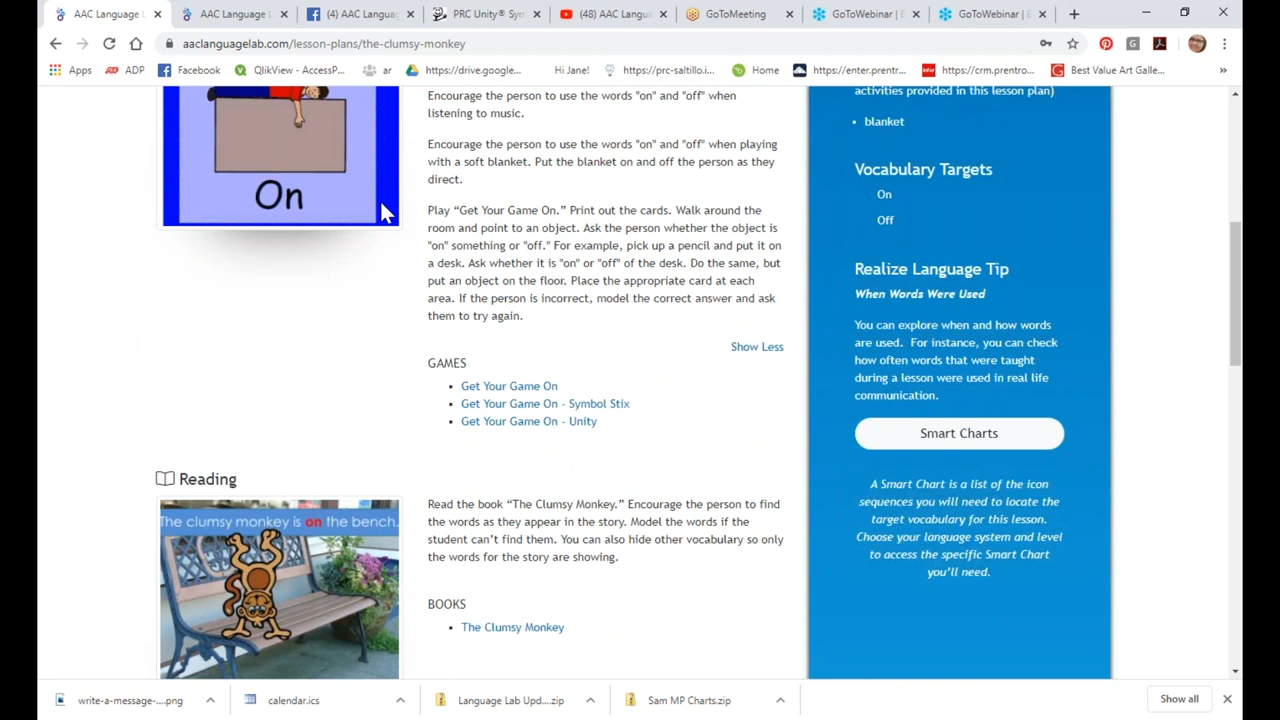 AAC Language L
AAC Language L
(4) AAC Languag
PRC Unity® Sym
(48) AAC Langu
GoToMeeting
GoToWebinar | E
GoToWebinar | E
aaclanguagelab.com/lesson-plans/the-clumsy-monkey
Apps
ADP
Facebook
QlikView - AccessP...
ar
https://drive.google...
Hi Jane!
https://prc-saltillo.i...
Home
https://enter.prentr...
https://crm.prentro...
Best Value Art Galle...
On
Encourage the person to use the words "on" and "off" when
listening to music.
Encourage the person to use the words "on" and "off" when playing
with a soft blanket. Put the blanket on and off the person as they
direct.
Play “Get Your Game On.” Print out the cards. Walk around the
room and point to an object. Ask the person whether the object is
"on" something or "off." For example, pick up a pencil and put it on
a desk. Ask whether it is "on" or "off" of the desk. Do the same, but
put an object on the floor. Place the appropriate card at each
area. If the person is incorrect, model the correct answer and ask
them to try again.
Show Less
GAMES
• Get Your Game On
• Get Your Game On - Symbol Stix
• Get Your Game On - Unity
Reading
The clumsy monkey is on the bench.
Read the book “The Clumsy Monkey.” Encourage the person to find
the words as they appear in the story. Model the words if the
student can’t find them. You can also hide other vocabulary so only
the words for the story are showing.
BOOKS
• The Clumsy Monkey
activities provided in this lesson plan)
• blanket
Vocabulary Targets
On
Off
Realize Language Tip
When Words Were Used
You can explore when and how words
are used. For instance, you can check
how often words that were taught
during a lesson were used in real life
communication.
Smart Charts
A Smart Chart is a list of the icon
sequences you will need to locate the
target vocabulary for this lesson.
Choose your language system and level
to access the specific Smart Chart
you’ll need.
write-a-message-....png
calendar.ics
Language Lab Upd....zip
Sam MP Charts.zip
Show all